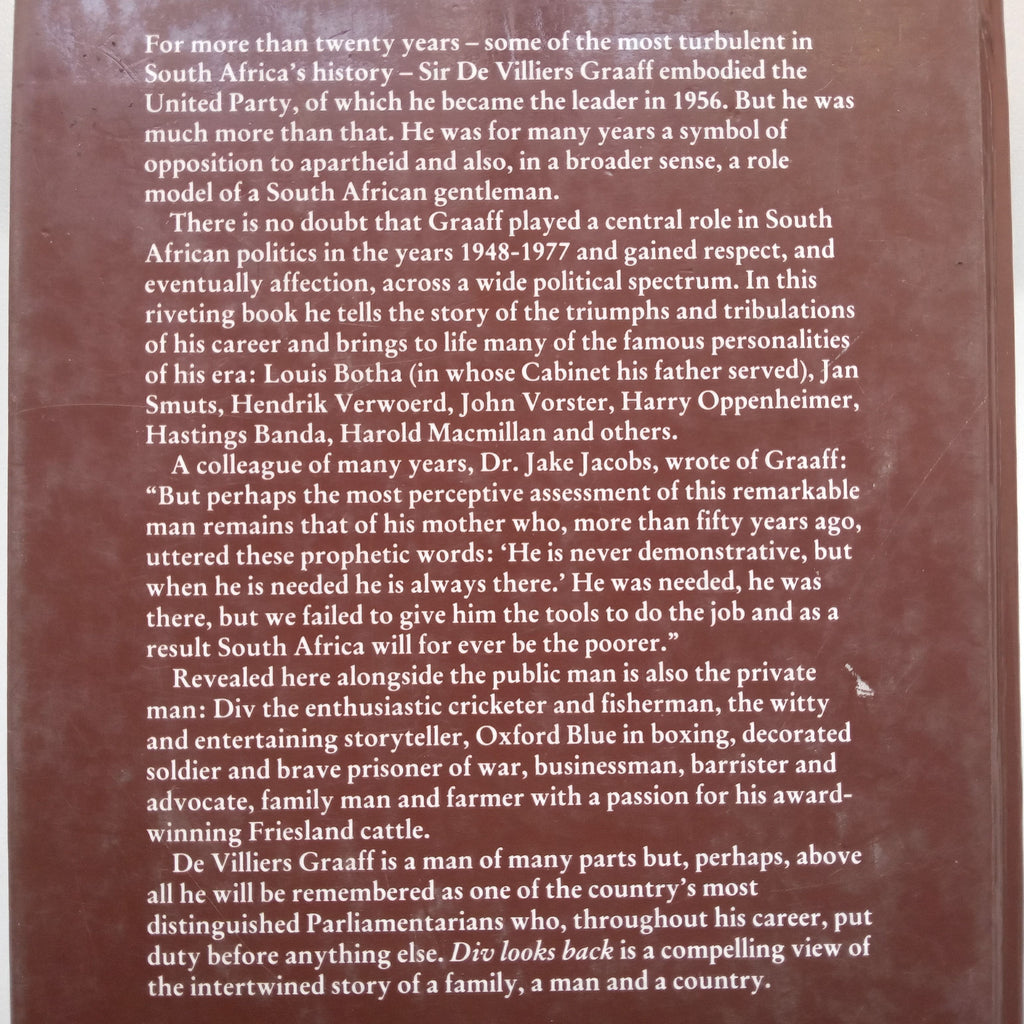 For more than twenty years – some of the most turbulent in
South Africa's history – Sir De Villiers Graaff embodied the
United Party, of which he became the leader in 1956. But he was
much more than that. He was for many years a symbol of
opposition to apartheid and also, in a broader sense, a role
model of a South African gentleman.
There is no doubt that Graaff played a central role in South
African politics in the years 1948-1977 and gained respect, and
eventually affection, across a wide political spectrum. In this
riveting book he tells the story of the triumphs and tribulations
of his career and brings to life many of the famous personalities
of his era: Louis Botha (in whose Cabinet his father served), Jan
Smuts, Hendrik Verwoerd, John Vorster, Harry Oppenheimer,
Hastings Banda, Harold Macmillan and others.
A colleague of many years, Dr. Jake Jacobs, wrote of Graaff:
“But perhaps the most perceptive assessment of this remarkable
man remains that of his mother who, more than fifty years ago,
uttered these prophetic words: ‘He is never demonstrative, but
when he is needed he is always there.’ He was needed, he was
there, but we failed to give him the tools to do the job and as a
result South Africa will for ever be the poorer.”
Revealed here alongside the public man is also the private
man: Div the enthusiastic cricketer and fisherman, the witty
and entertaining storyteller, Oxford Blue in boxing, decorated
soldier and brave prisoner of war, businessman, barrister and
advocate, family man and farmer with a passion for his award-
winning Friesland cattle.
De Villiers Graaff is a man of many parts but, perhaps, above
all he will be remembered as one of the country's most
distinguished Parliamentarians who, throughout his career, put
duty before anything else. Div looks back is a compelling view of
the intertwined story of a family, a man and a country.